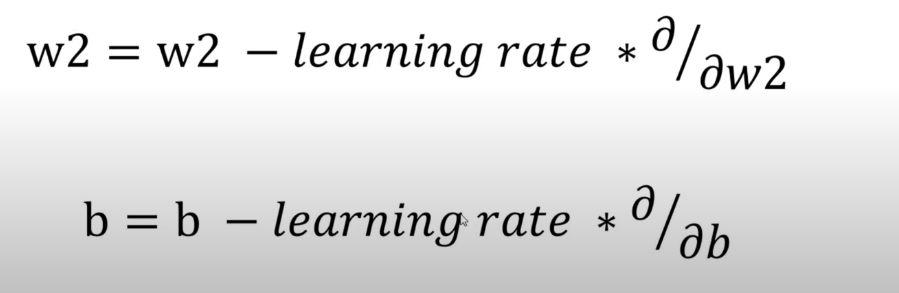 w2 = w2 − learning rate * ∂/∂w2
b = b − learning rate * ∂/∂b